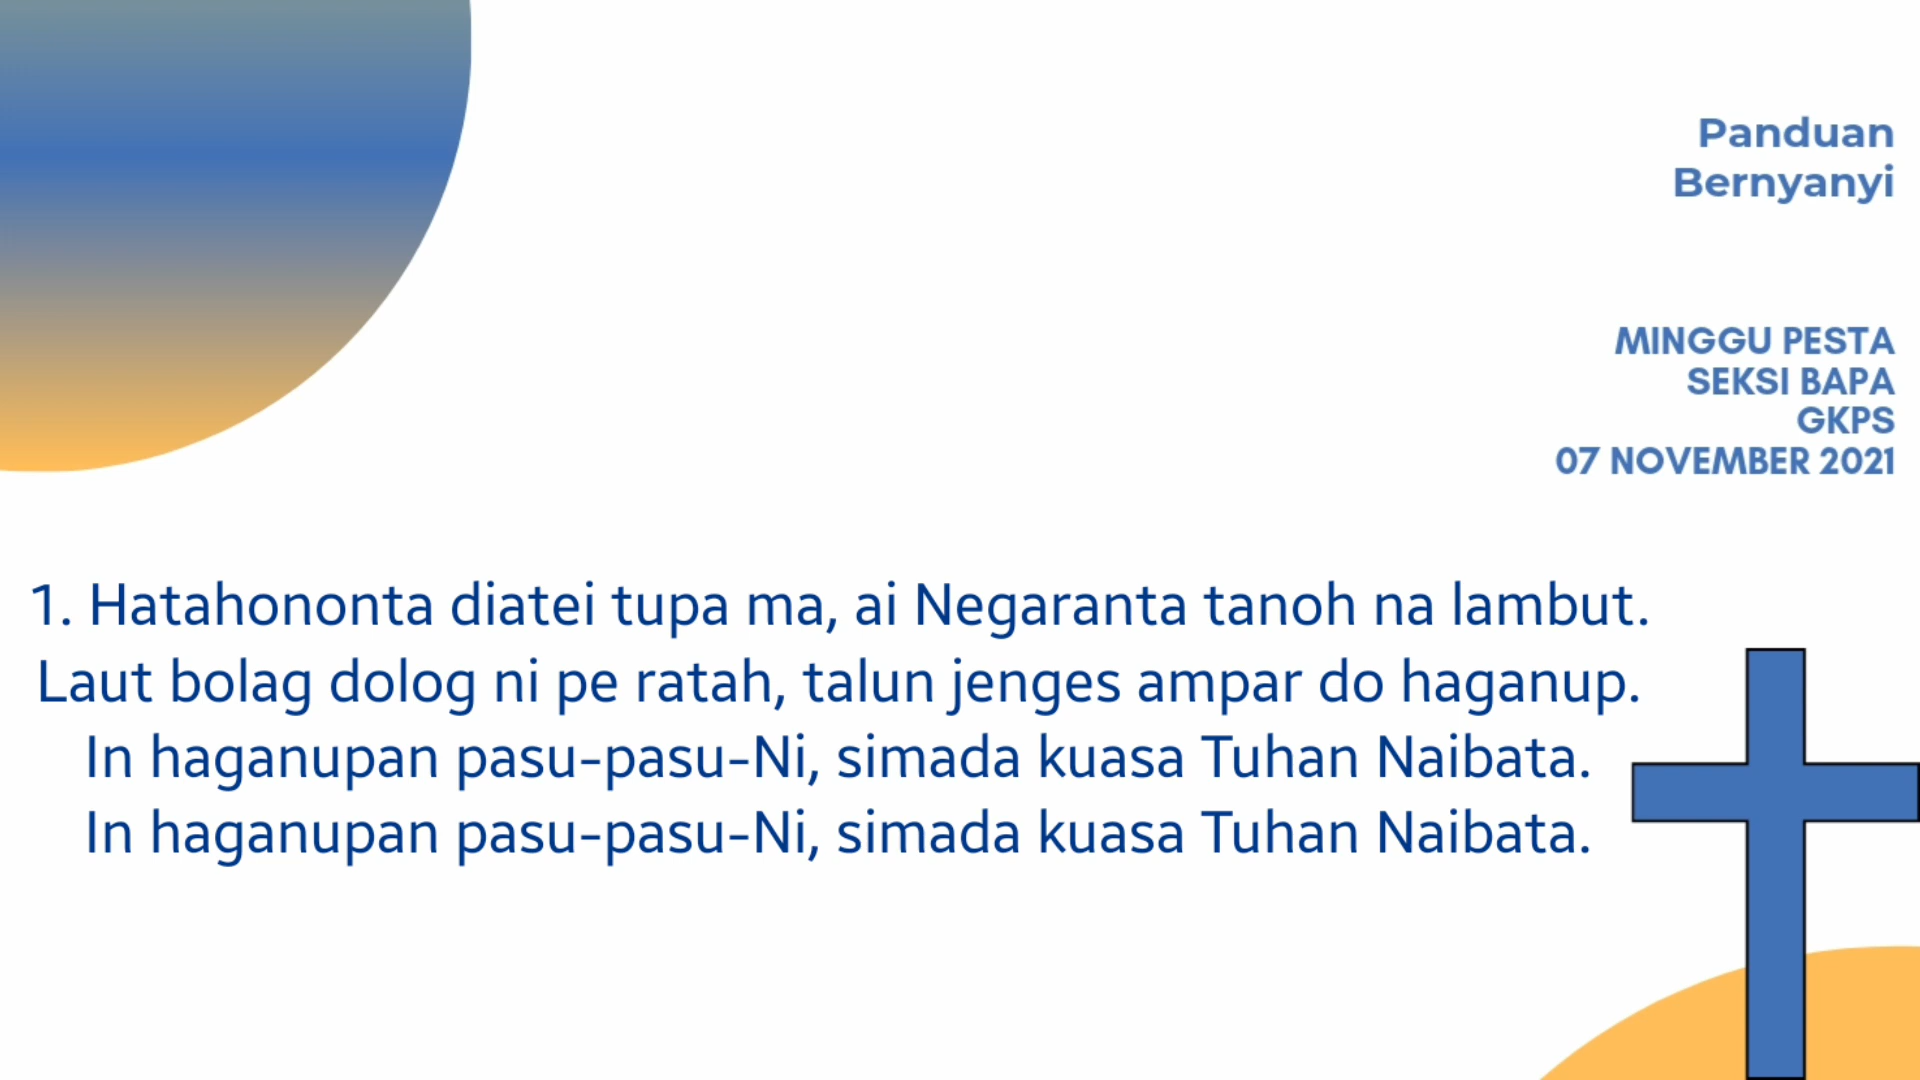 Panduan
Bernyanyi
MINGGU PESTA
SEKSI BAPA
GKPS
07 NOVEMBER 2021
1. Hatahononta diatei tupa ma, ai Negaranta tanoh na lambut.
Laut bolag dolog ni pe ratah, talun jenges ampar do haganup.
In haganupan pasu-pasu-Ni, simada kuasa Tuhan Naibata.
In haganupan pasu-pasu-Ni, simada kuasa Tuhan Naibata.